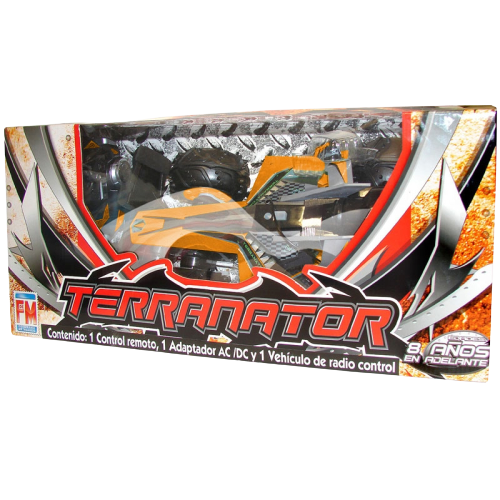 TERRANATOR
Contenido: 1 Control remoto, 1 Adaptador AC /DC y 1 Vehículo de radio control
FM
8 AÑOS
EN ADELANTE